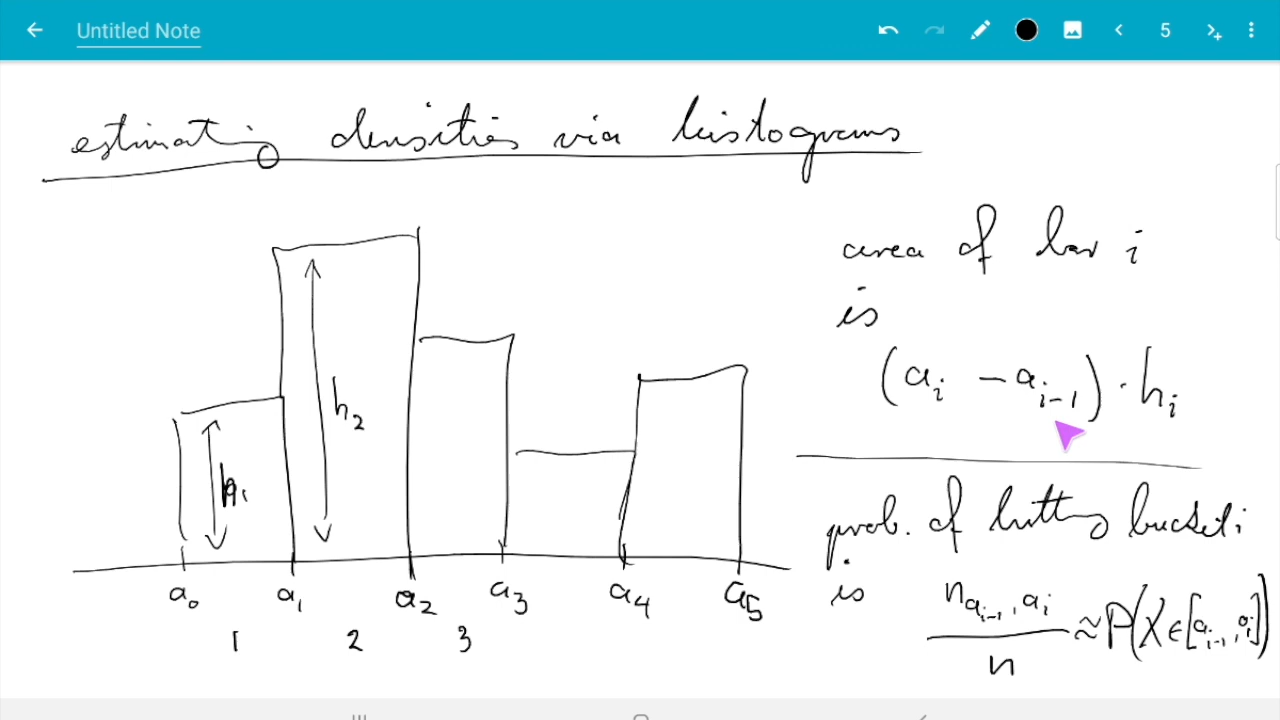 Untitled Note
5
estimating densities via histograms
area of bar i
is
(a_i - a_{i-1}) · h_i
h_1
h_2
prob. of hitting bucket i
is n_{a_{i-1}, a_i} / n ≈ P(X ∈ [a_{i-1}, a_i])
a_0 a_1 a_2 a_3 a_4 a_5
1 2 3